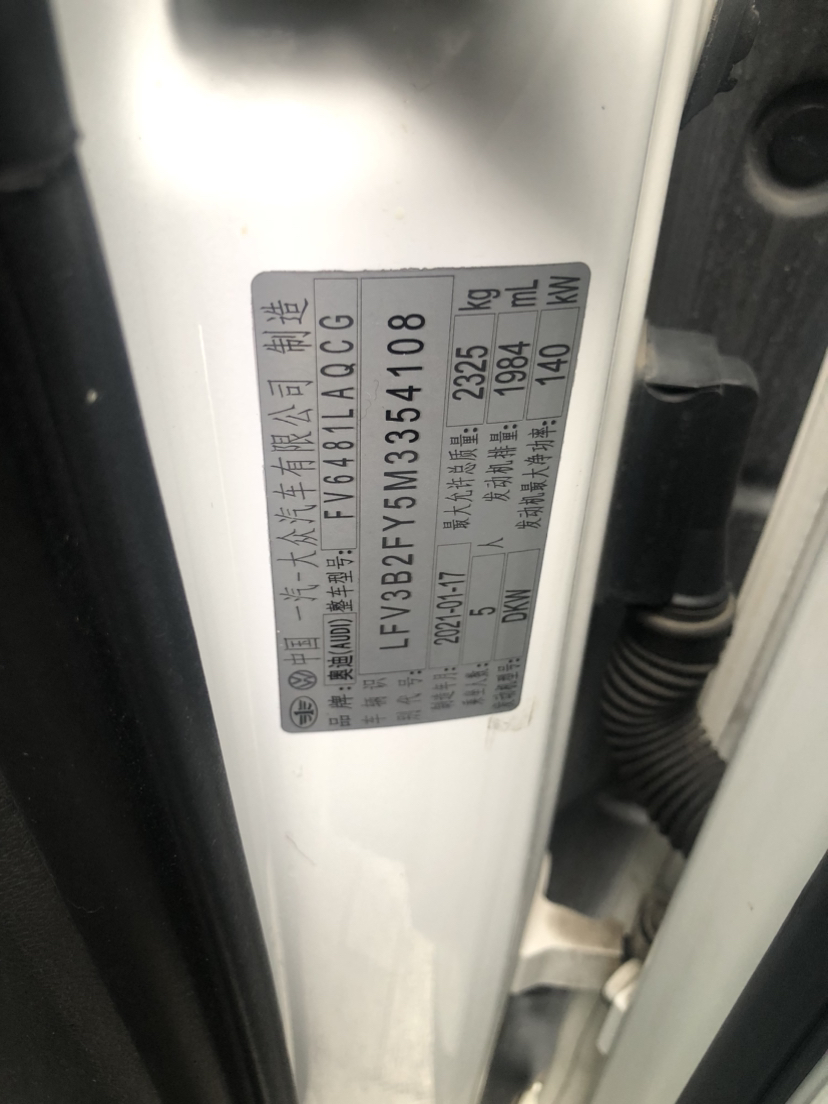 中国 一汽-大众汽车有限公司 制造
品牌: 奥迪(AUDI) 整车型号: FV6481LAQCG
车辆识别代号: LFV3B2FY5M3354108
制造年月: 2021-01-17 最大允许总质量: 2325 kg
乘坐人数: 5 人 发动机排量: 1984 mL
发动机型号: DKW 发动机最大净功率: 140 kW